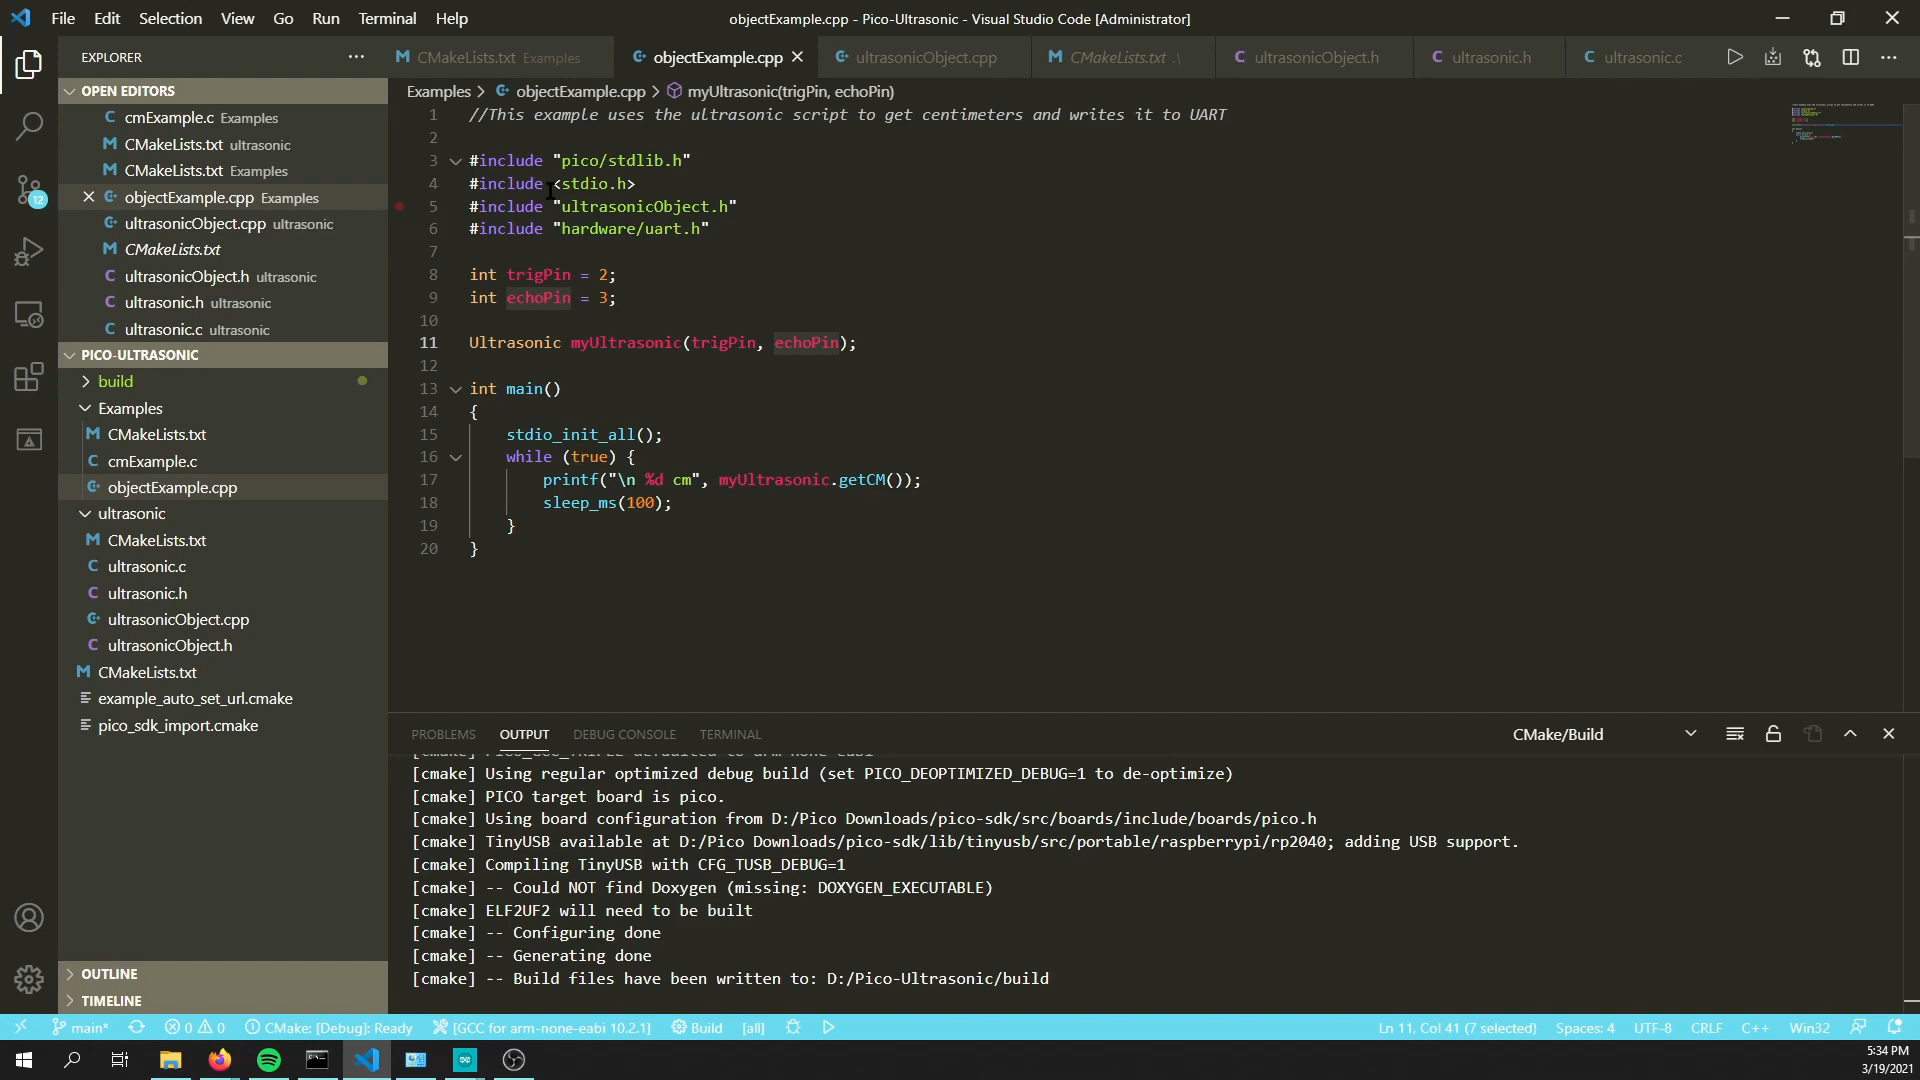 File Edit Selection View Go Run Terminal Help
objectExample.cpp - Pico-Ultrasonic - Visual Studio Code [Administrator]
EXPLORER
CMakeLists.txt Examples
objectExample.cpp
ultrasonicObject.cpp
CMakeLists.txt .\
ultrasonicObject.h
ultrasonic.h
ultrasonic.c
OPEN EDITORS
cmExample.c Examples
CMakeLists.txt ultrasonic
CMakeLists.txt Examples
objectExample.cpp Examples
ultrasonicObject.cpp ultrasonic
CMakeLists.txt
ultrasonicObject.h ultrasonic
ultrasonic.h ultrasonic
ultrasonic.c ultrasonic
PICO-ULTRASONIC
build
Examples
CMakeLists.txt
cmExample.c
objectExample.cpp
ultrasonic
CMakeLists.txt
ultrasonic.c
ultrasonic.h
ultrasonicObject.cpp
ultrasonicObject.h
CMakeLists.txt
example_auto_set_url.cmake
pico_sdk_import.cmake
OUTLINE
TIMELINE
12
Examples > objectExample.cpp > myUltrasonic(trigPin, echoPin)
1 //This example uses the ultrasonic script to get centimeters and writes it to UART
2
3 #include "pico/stdlib.h"
4 #include <stdio.h>
5 #include "ultrasonicObject.h"
6 #include "hardware/uart.h"
7
8 int trigPin = 2;
9 int echoPin = 3;
10
11 Ultrasonic myUltrasonic(trigPin, echoPin);
12
13 int main()
14 {
15 stdio_init_all();
16 while (true) {
17 printf("\n %d cm", myUltrasonic.getCM());
18 sleep_ms(100);
19 }
20 }
PROBLEMS OUTPUT DEBUG CONSOLE TERMINAL
CMake/Build
[cmake] Using regular optimized debug build (set PICO_DEOPTIMIZED_DEBUG=1 to de-optimize)
[cmake] PICO target board is pico.
[cmake] Using board configuration from D:/Pico Downloads/pico-sdk/src/boards/include/boards/pico.h
[cmake] TinyUSB available at D:/Pico Downloads/pico-sdk/lib/tinyusb/src/portable/raspberrypi/rp2040; adding USB support.
[cmake] Compiling TinyUSB with CFG_TUSB_DEBUG=1
[cmake] -- Could NOT find Doxygen (missing: DOXYGEN_EXECUTABLE)
[cmake] ELF2UF2 will need to be built
[cmake] -- Configuring done
[cmake] -- Generating done
[cmake] -- Build files have been written to: D:/Pico-Ultrasonic/build
main* 0 0 CMake: [Debug]: Ready [GCC for arm-none-eabi 10.2.1] Build [all]
Ln 11, Col 41 (7 selected) Spaces: 4 UTF-8 CRLF C++ Win32
5:34 PM
3/19/2021